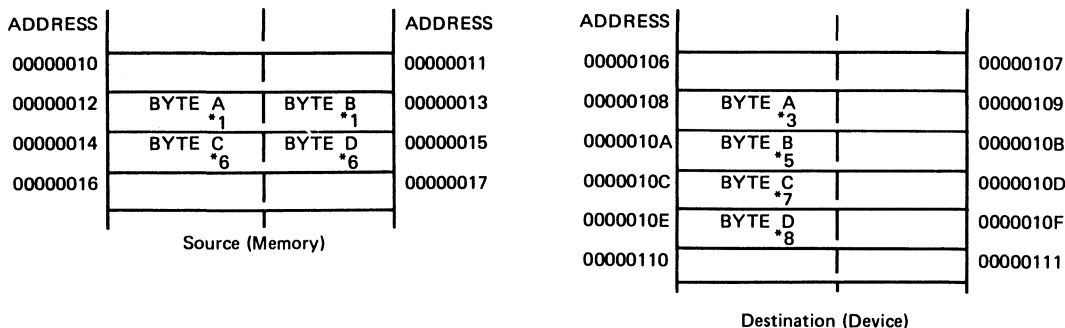 ADDRESS ADDRESS
00000010 00000011
00000012 BYTE A BYTE B 00000013
*1 *1
00000014 BYTE C BYTE D 00000015
*6 *6
00000016 00000017
Source (Memory)
ADDRESS ADDRESS
00000106 00000107
00000108 BYTE A 00000109
*3
0000010A BYTE B 0000010B
*5
0000010C BYTE C 0000010D
*7
0000010E BYTE D 0000010F
*8
00000110 00000111
Destination (Device)